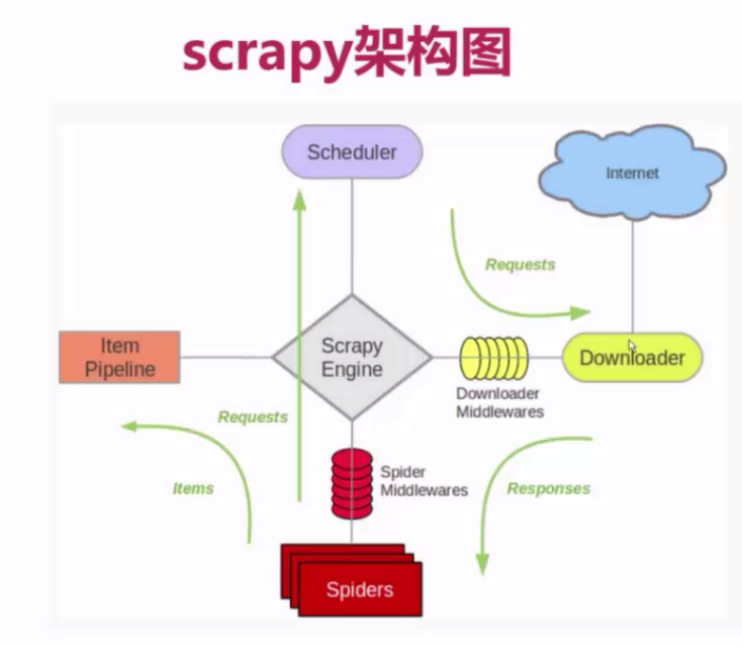 scrapy架构图
Scheduler
Internet
Requests
Item
Pipeline
Scrapy
Engine
Downloader
Downloader
Middlewares
Requests
Items
Spider
Middlewares
Responses
Spiders